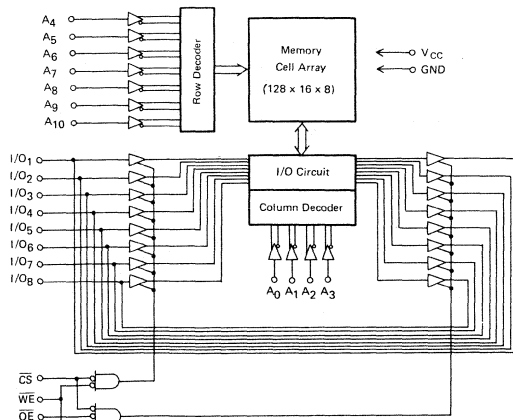 A4
A5
A6
A7
A8
A9
A10
Row Decoder
Memory
Cell Array
(128 x 16 x 8)
VCC
GND
I/O1
I/O2
I/O3
I/O4
I/O5
I/O6
I/O7
I/O8
I/O Circuit
Column Decoder
A0 A1 A2 A3
CS
WE
OE